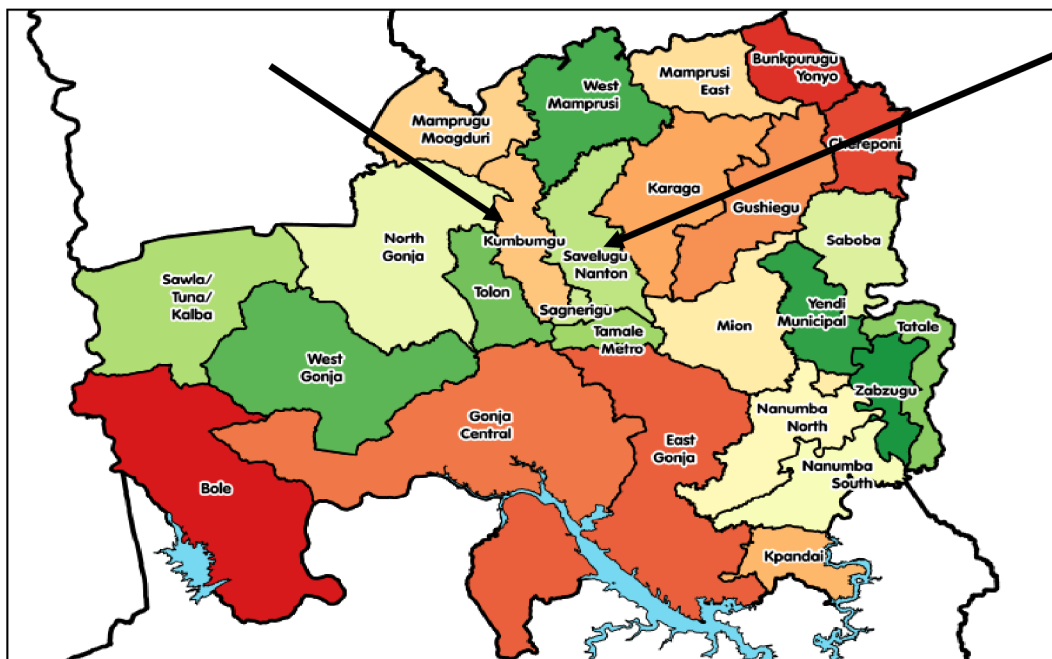 Bunkpurugu
Yonyo
West
Mamprusi
Mamprusi
East
Mamprugu
Moagduri
Chereponi
Karaga
Gushiegu
North
Gonja
Kumbumgu
Savelugu
Nanton
Saboba
Sawla/
Tuna/
Kalba
Tolon
Sagnerigu
Yendi
Municipal
Mion
Tatale
Tamale
Metro
West
Gonja
Zabzugu
Gonja
Central
Nanumba
North
East
Gonja
Nanumba
South
Bole
Kpandai